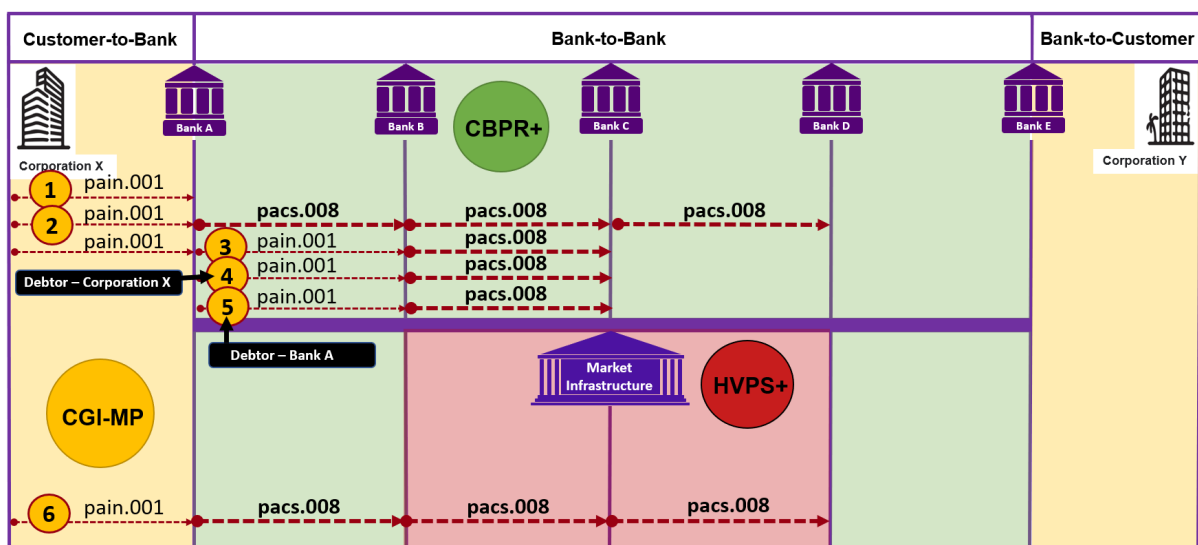 Customer-to-Bank
Bank-to-Bank
Bank-to-Customer
Bank A
Bank B
CBPR+
Bank C
Bank D
Bank E
Corporation X
Corporation Y
1 pain.001
2 pain.001 pacs.008 pacs.008 pacs.008
pain.001 3 pain.001 pacs.008
Debtor – Corporation X 4 pain.001 pacs.008
5 pain.001 pacs.008
Debtor – Bank A
Market
Infrastructure
HVPS+
CGI-MP
6 pain.001 pacs.008 pacs.008 pacs.008